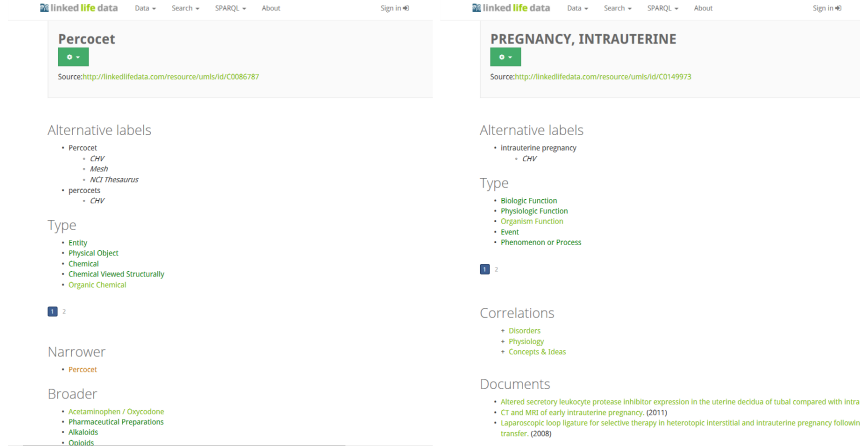 linked life data Data Search SPARQL About Sign in
Percocet
Source:http://linkedlifedata.com/resource/umls/id/C0086787
Alternative labels
Percocet
CHV
Mesh
NCI Thesaurus
percocets
CHV
Type
Entity
Physical Object
Chemical
Chemical Viewed Structurally
Organic Chemical
1 2
Narrower
Percocet
Broader
Acetaminophen / Oxycodone
Pharmaceutical Preparations
Alkaloids
Opioids
linked life data Data Search SPARQL About Sign in
PREGNANCY, INTRAUTERINE
Source:http://linkedlifedata.com/resource/umls/id/C0149973
Alternative labels
intrauterine pregnancy
CHV
Type
Biologic Function
Physiologic Function
Organism Function
Event
Phenomenon or Process
1 2
Correlations
+ Disorders
+ Physiology
+ Concepts & Ideas
Documents
Altered secretory leukocyte protease inhibitor expression in the uterine decidua of tubal compared with intra
CT and MRI of early intrauterine pregnancy. (2011)
Laparoscopic loop ligature for selective therapy in heterotopic interstitial and intrauterine pregnancy followin
transfer. (2008)